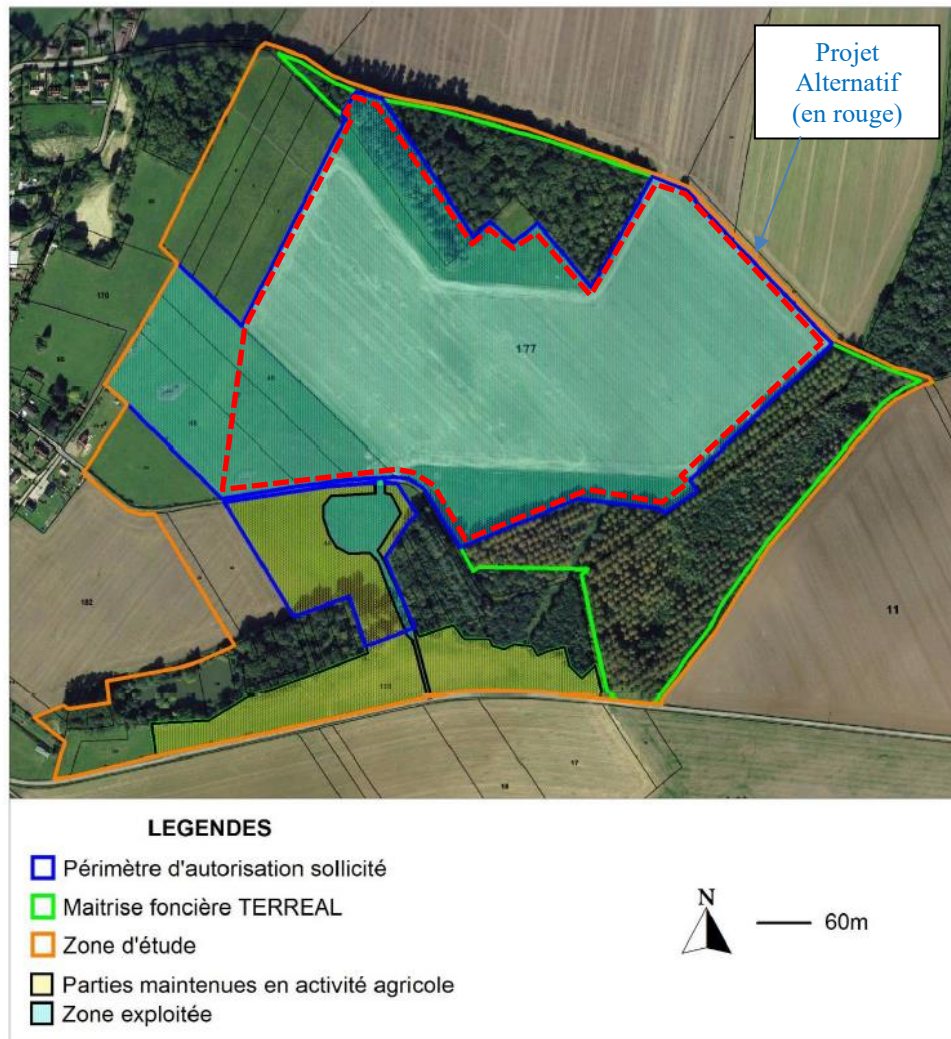 Projet
Alternatif
(en rouge)
177
170
182
11
17
LEGENDES
Périmètre d'autorisation sollicité
Maitrise foncière TERREAL
Zone d'étude
Parties maintenues en activité agricole
Zone exploitée
N
60m